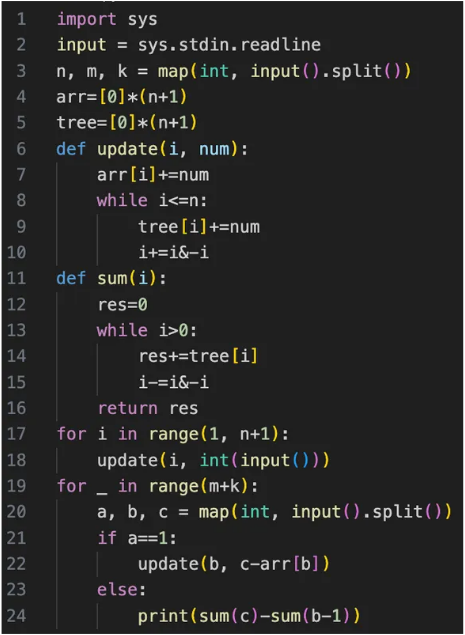 1 import sys
2 input = sys.stdin.readline
3 n, m, k = map(int, input().split())
4 arr=[0]*(n+1)
5 tree=[0]*(n+1)
6 def update(i, num):
7     arr[i]+=num
8     while i<=n:
9         tree[i]+=num
10         i+=i&-i
11 def sum(i):
12     res=0
13     while i>0:
14         res+=tree[i]
15         i-=i&-i
16     return res
17 for i in range(1, n+1):
18     update(i, int(input()))
19 for _ in range(m+k):
20     a, b, c = map(int, input().split())
21     if a==1:
22         update(b, c-arr[b])
23     else:
24         print(sum(c)-sum(b-1))